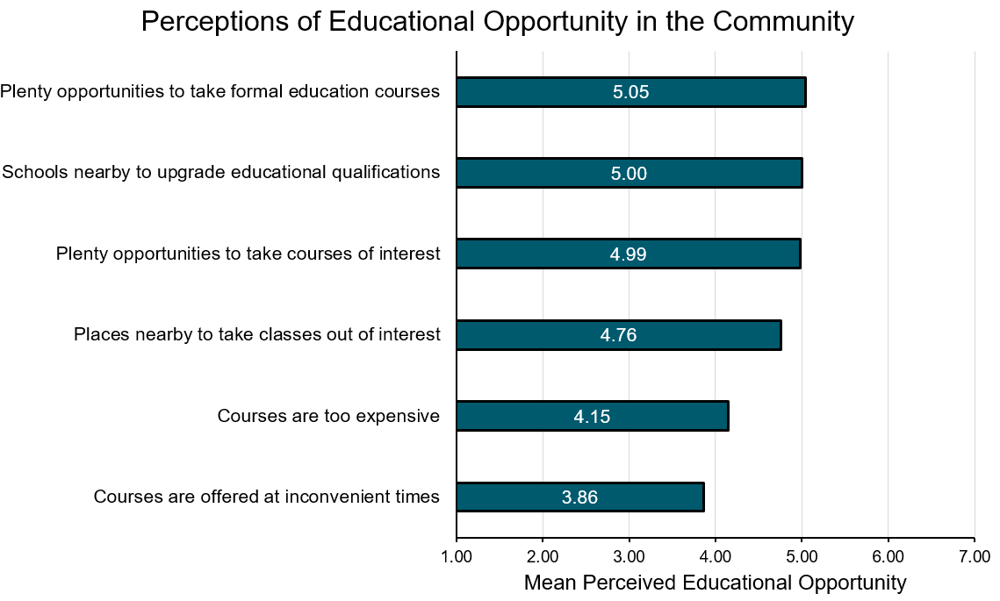 Perceptions of Educational Opportunity in the Community
Plenty opportunities to take formal education courses
5.05
Schools nearby to upgrade educational qualifications
5.00
Plenty opportunities to take courses of interest
4.99
Places nearby to take classes out of interest
4.76
Courses are too expensive
4.15
Courses are offered at inconvenient times
3.86
1.00 2.00 3.00 4.00 5.00 6.00 7.00
Mean Perceived Educational Opportunity